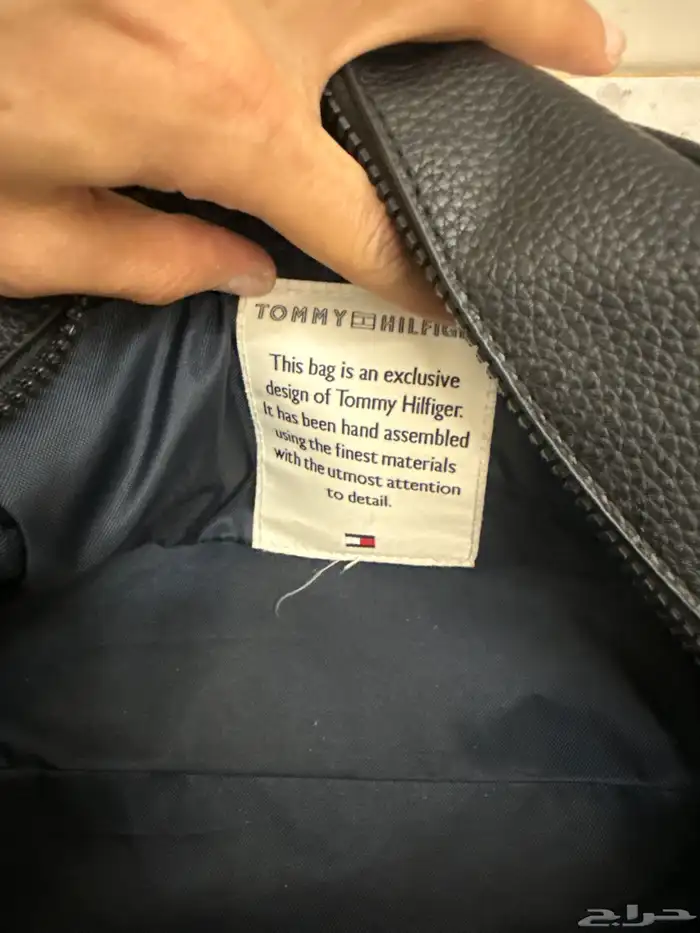 TOMMY HILFIG
This bag is an exclusive
design of Tommy Hilfiger.
It has been hand assembled
using the finest materials
with the utmost attention
to detail.
حراج